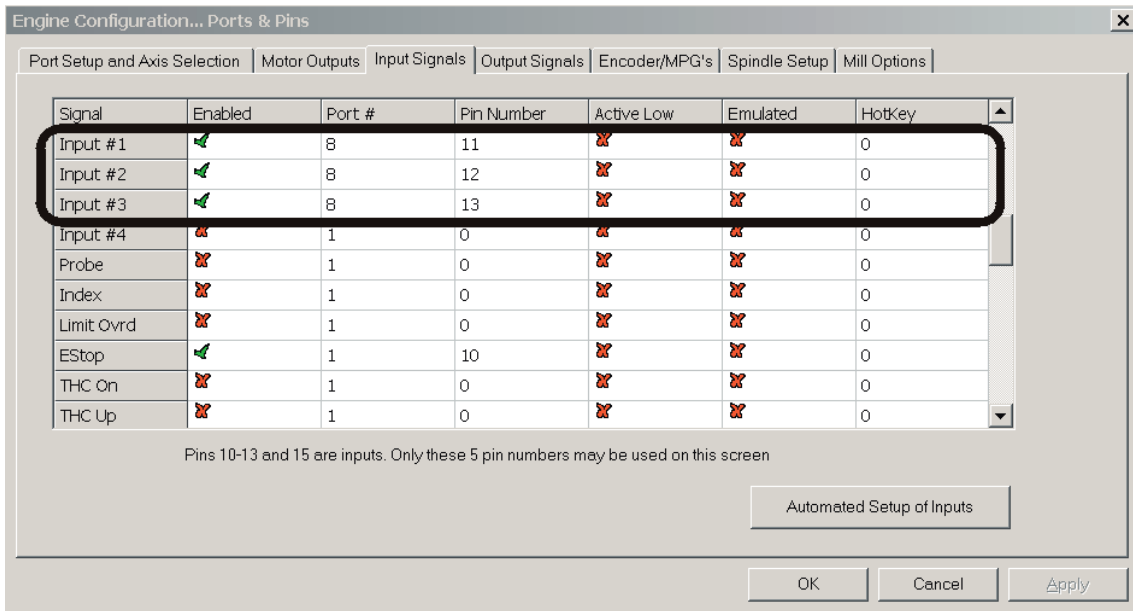 Engine Configuration... Ports & Pins
Port Setup and Axis Selection Motor Outputs Input Signals Output Signals Encoder/MPG's Spindle Setup Mill Options
Signal Enabled Port # Pin Number Active Low Emulated HotKey
Input #1 8 11 0
Input #2 8 12 0
Input #3 8 13 0
Input #4 1 0 0
Probe 1 0 0
Index 1 0 0
Limit Ovrd 1 0 0
EStop 1 10 0
THC On 1 0 0
THC Up 1 0 0
Pins 10-13 and 15 are inputs. Only these 5 pin numbers may be used on this screen
Automated Setup of Inputs
OK Cancel Apply